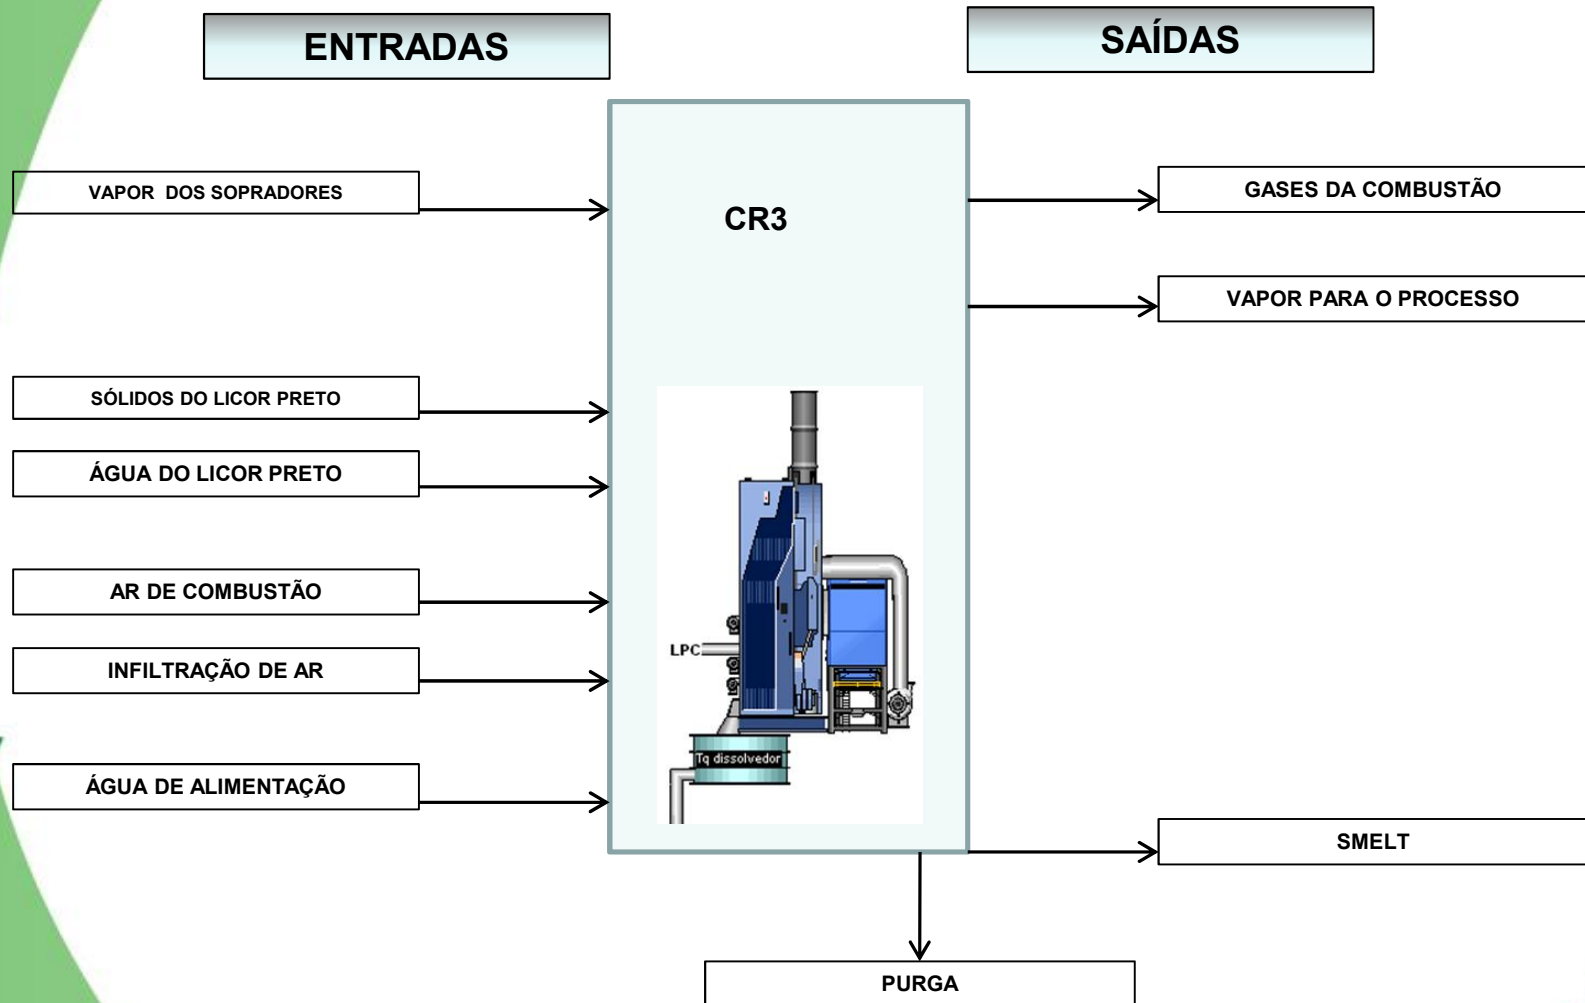 ENTRADAS
SAÍDAS
VAPOR DOS SOPRADORES
SÓLIDOS DO LICOR PRETO
ÁGUA DO LICOR PRETO
AR DE COMBUSTÃO
INFILTRAÇÃO DE AR
ÁGUA DE ALIMENTAÇÃO
CR3
LPC
Tq dissolvedor
GASES DA COMBUSTÃO
VAPOR PARA O PROCESSO
SMELT
PURGA